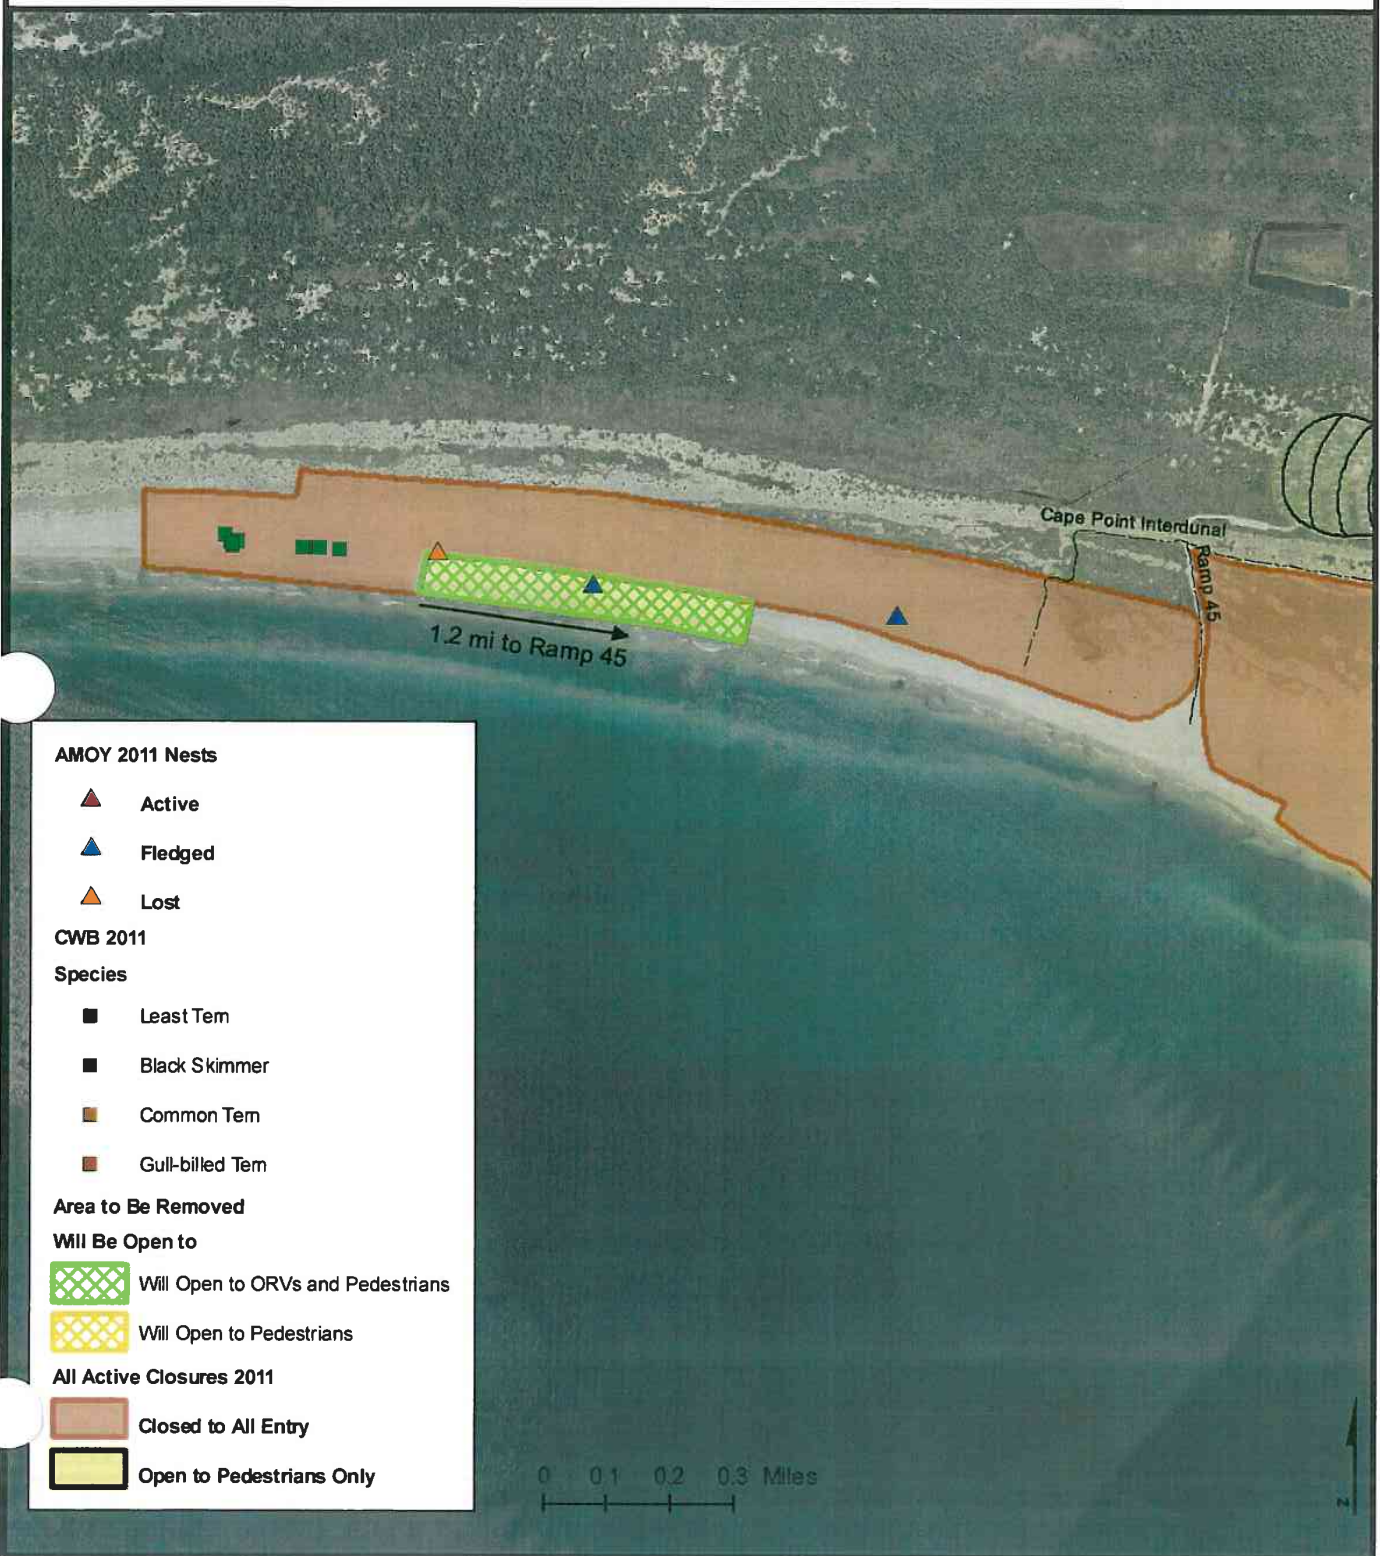 Cape Point Interdunal
Ramp 45
1.2 mi to Ramp 45
AMOY 2011 Nests
Active
Fledged
Lost
CWB 2011
Species
Least Tern
Black Skimmer
Common Tern
Gull-billed Tern
Area to Be Removed
Will Be Open to
Will Open to ORVs and Pedestrians
Will Open to Pedestrians
All Active Closures 2011
Closed to All Entry
Open to Pedestrians Only
0 0.1 0.2 0.3 Miles
N